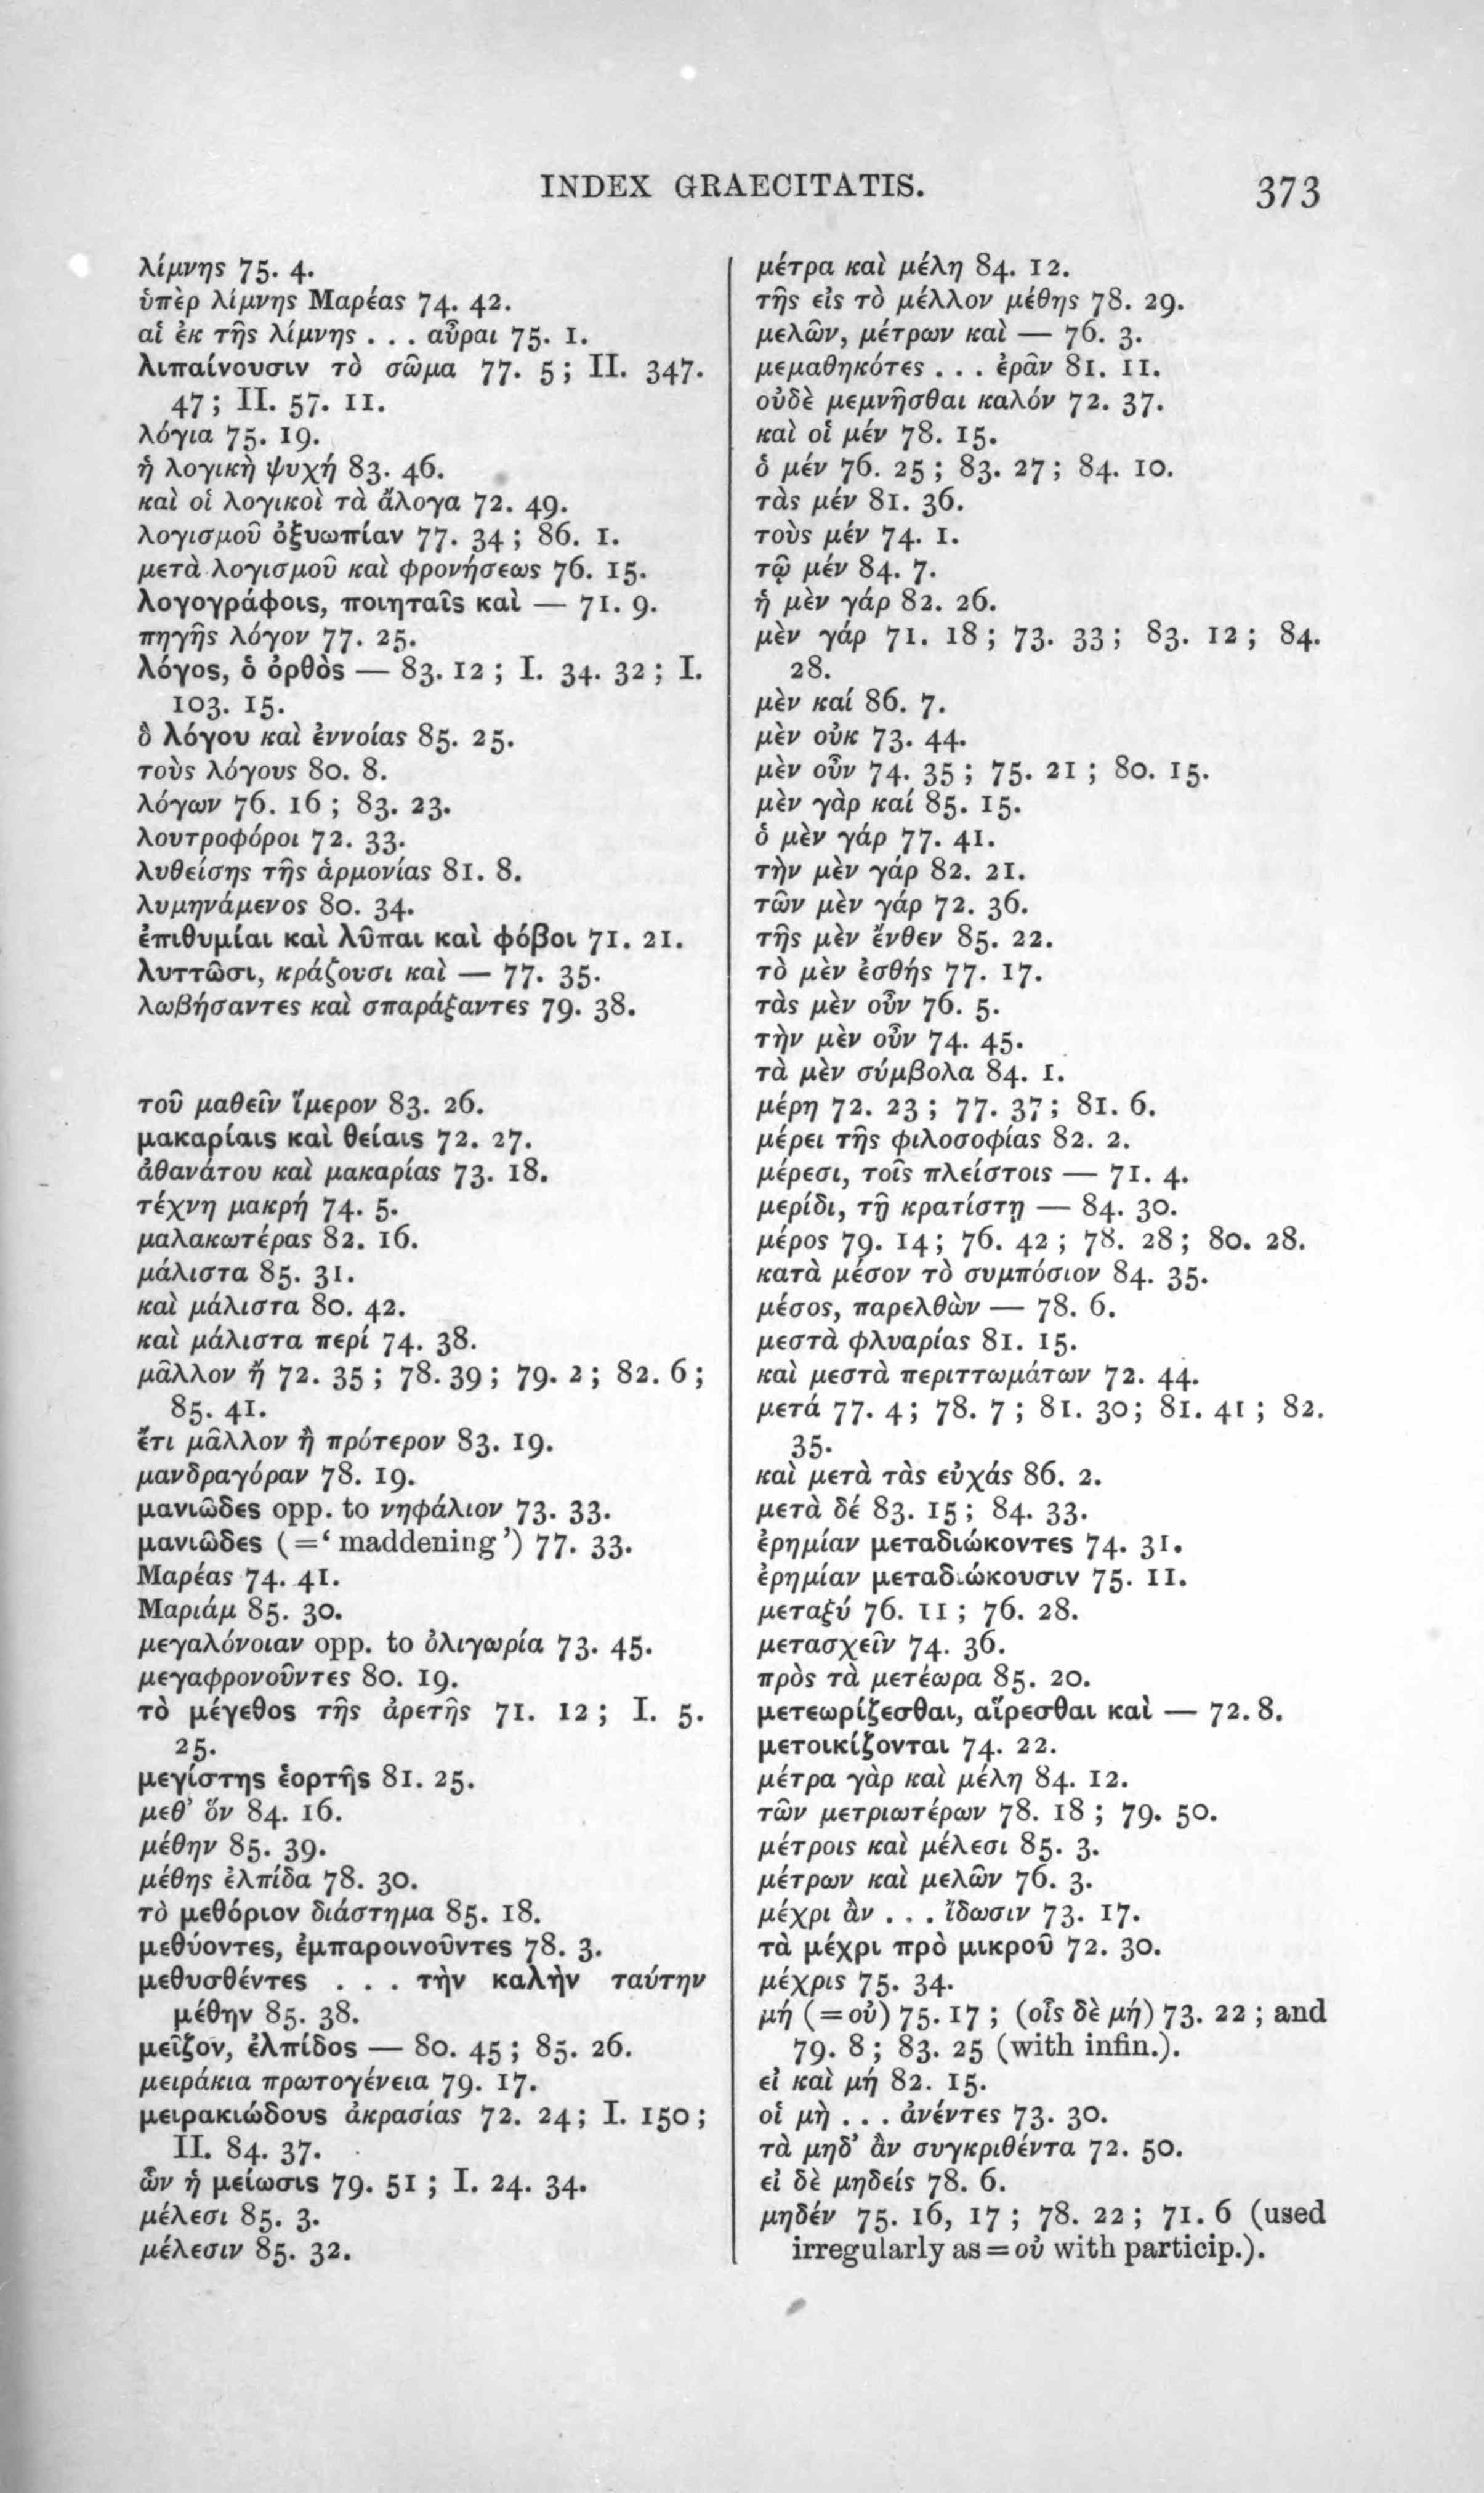 INDEX GRAECITATIS.
373
λίμνης 75. 4.
ὑπὲρ λίμνης Μαρέας 74. 42.
αἱ ἐκ τῆς λίμνης . . . αὖραι 75. 1.
λιπαίνουσιν τὸ σῶμα 77. 5; II. 347.
47; II. 57. 11.
λόγια 75. 19.
ἡ λογικὴ ψυχή 83. 46.
καὶ οἱ λογικοὶ τὰ ἄλογα 72. 49.
λογισμοῦ ὀξυωπίαν 77. 34; 86. 1.
μετὰ λογισμοῦ καὶ φρονήσεως 76. 15.
λογογράφοις, ποιηταῖς καὶ — 71. 9.
πηγῆς λόγον 77. 25.
λόγος, ὁ ὀρθὸς — 83. 12; I. 34. 32; I.
103. 15.
ὃ λόγου καὶ ἐννοίας 85. 25.
τοὺς λόγους 80. 8.
λόγων 76. 16; 83. 23.
λουτροφόροι 72. 33.
λυθείσης τῆς ἁρμονίας 81. 8.
λυμηνάμενος 80. 34.
ἐπιθυμίαι καὶ λῦπαι καὶ φόβοι 71. 21.
λυττῶσι, κράζουσι καὶ — 77. 35.
λωβήσαντες καὶ σπαράξαντες 79. 38.
τοῦ μαθεῖν ἵμερον 83. 26.
μακαρίαις καὶ θείαις 72. 27.
ἀθανάτου καὶ μακαρίας 73. 18.
τέχνη μακρή 74. 5.
μαλακωτέρας 82. 16.
μάλιστα 85. 31.
καὶ μάλιστα 80. 42.
καὶ μάλιστα περί 74. 38.
μᾶλλον ἤ 72. 35; 78. 39; 79. 2; 82. 6;
85. 41.
ἔτι μᾶλλον ἢ πρότερον 83. 19.
μανδραγόραν 78. 19.
μανιῶδες opp. to νηφάλιον 73. 33.
μανιῶδες (=‘maddening’) 77. 33.
Μαρέας 74. 41.
Μαριάμ 85. 30.
μεγαλόνοιαν opp. to ὀλιγωρία 73. 45.
μεγαφρονοῦντες 80. 19.
τὸ μέγεθος τῆς ἀρετῆς 71. 12; I. 5.
25.
μεγίστης ἑορτῆς 81. 25.
μεθ’ ὅν 84. 16.
μέθην 85. 39.
μέθης ἐλπίδα 78. 30.
τὸ μεθόριον διάστημα 85. 18.
μεθύοντες, ἐμπαροινοῦντες 78. 3.
μεθυσθέντες . . . τὴν καλὴν ταύτην
μέθην 85. 38.
μεῖζον, ἐλπίδος — 80. 45; 85. 26.
μειράκια πρωτογένεια 79. 17.
μειρακιώδους ἀκρασίας 72. 24; I. 150;
II. 84. 37.
ὧν ἡ μείωσις 79. 51; I. 24. 34.
μέλεσι 85. 3.
μέλεσιν 85. 32.
μέτρα καὶ μέλη 84. 12.
τῆς εἰς τὸ μέλλον μέθης 78. 29.
μελῶν, μέτρων καὶ — 76. 3.
μεμαθηκότες . . . ἐρᾶν 81. 11.
οὐδὲ μεμνῆσθαι καλόν 72. 37.
καὶ οἱ μέν 78. 15.
ὁ μέν 76. 25; 83. 27; 84. 10.
τὰς μέν 81. 36.
τοὺς μέν 74. 1.
τῷ μέν 84. 7.
ἡ μὲν γάρ 82. 26.
μὲν γάρ 71. 18; 73. 33; 83. 12; 84.
28.
μὲν καί 86. 7.
μὲν οὐκ 73. 44.
μὲν οὖν 74. 35; 75. 21; 80. 15.
μὲν γὰρ καί 85. 15.
ὁ μὲν γάρ 77. 41.
τὴν μὲν γάρ 82. 21.
τῶν μὲν γάρ 72. 36.
τῆς μὲν ἔνθεν 85. 22.
τὸ μὲν ἐσθής 77. 17.
τὰς μὲν οὖν 76. 5.
τὴν μὲν οὖν 74. 45.
τὰ μὲν σύμβολα 84. 1.
μέρη 72. 23; 77. 37; 81. 6.
μέρει τῆς φιλοσοφίας 82. 2.
μέρεσι, τοῖς πλείστοις — 71. 4.
μερίδι, τῇ κρατίστῃ — 84. 30.
μέρος 79. 14; 76. 42; 78. 28; 80. 28.
κατὰ μέσον τὸ συμπόσιον 84. 35.
μέσος, παρελθὼν — 78. 6.
μεστὰ φλυαρίας 81. 15.
καὶ μεστὰ περιττωμάτων 72. 44.
μετά 77. 4; 78. 7; 81. 30; 81. 41; 82.
35.
καὶ μετὰ τὰς εὐχάς 86. 2.
μετὰ δέ 83. 15; 84. 33.
ἐρημίαν μεταδιώκοντες 74. 31.
ἐρημίαν μεταδιώκουσιν 75. 11.
μεταξύ 76. 11; 76. 28.
μετασχεῖν 74. 36.
πρὸς τὰ μετέωρα 85. 20.
μετεωρίζεσθαι, αἴρεσθαι καὶ — 72. 8.
μετοικίζονται 74. 22.
μέτρα γὰρ καὶ μέλη 84. 12.
τῶν μετριωτέρων 78. 18; 79. 50.
μέτροις καὶ μέλεσι 85. 3.
μέτρων καὶ μελῶν 76. 3.
μέχρι ἂν . . . ἴδωσιν 73. 17.
τὰ μέχρι πρὸ μικροῦ 72. 30.
μέχρις 75. 34.
μή (=οὐ) 75. 17; (οἷς δὲ μή) 73. 22; and
79. 8; 83. 25 (with infin.).
εἰ καὶ μή 82. 15.
οἱ μὴ . . . ἀνέντες 73. 30.
τὰ μηδ’ ἂν συγκριθέντα 72. 50.
εἰ δὲ μηδείς 78. 6.
μηδέν 75. 16, 17; 78. 22; 71. 6 (used
irregularly as=οὐ with particip.).